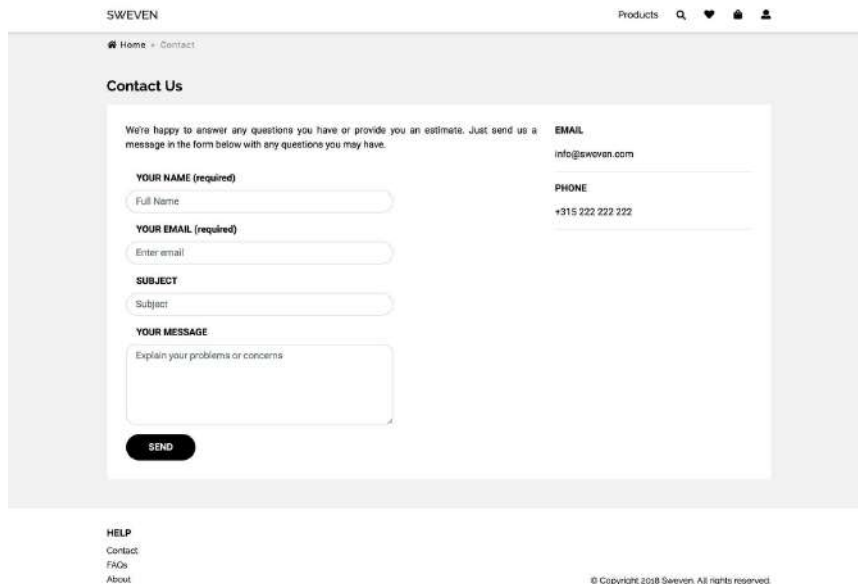 SWEVEN
Products
Home » Contact
Contact Us
We're happy to answer any questions you have or provide you an estimate. Just send us a
message in the form below with any questions you may have.
YOUR NAME (required)
Full Name
YOUR EMAIL (required)
Enter email
SUBJECT
Subject
YOUR MESSAGE
Explain your problems or concerns
SEND
EMAIL
info@sweven.com
PHONE
+315 222 222 222
HELP
Contact
FAQs
About
© Copyright 2018 Sweven. All rights reserved.